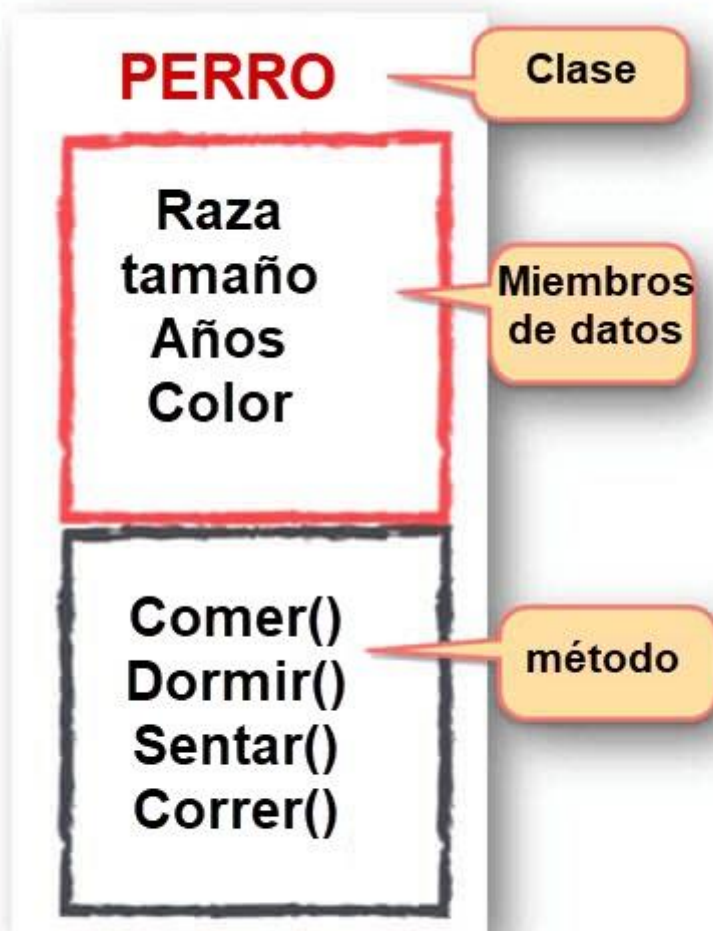 PERRO
Clase
Raza
tamaño
Años
Color
Miembros
de datos
Comer()
Dormir()
Sentar()
Correr()
método